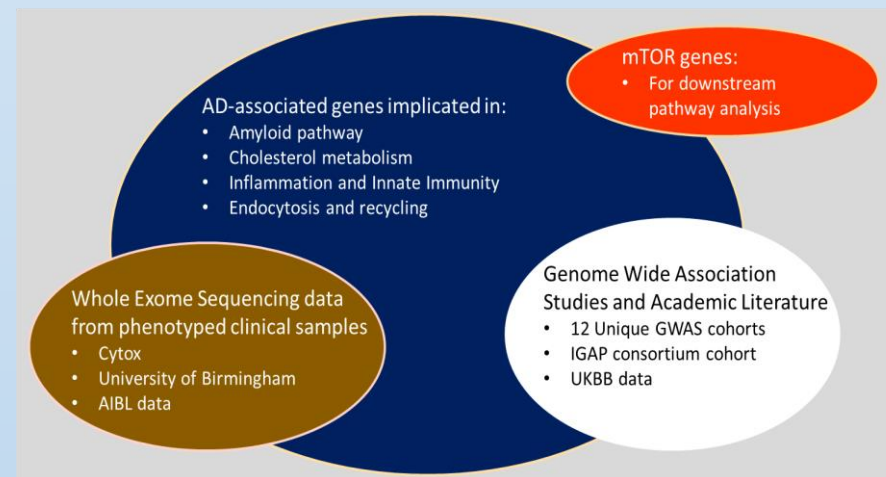 mTOR genes:
• For downstream
pathway analysis
AD-associated genes implicated in:
• Amyloid pathway
• Cholesterol metabolism
• Inflammation and Innate Immunity
• Endocytosis and recycling
Whole Exome Sequencing data
from phenotyped clinical samples
• Cytox
• University of Birmingham
• AIBL data
Genome Wide Association
Studies and Academic Literature
• 12 Unique GWAS cohorts
• IGAP consortium cohort
• UKBB data